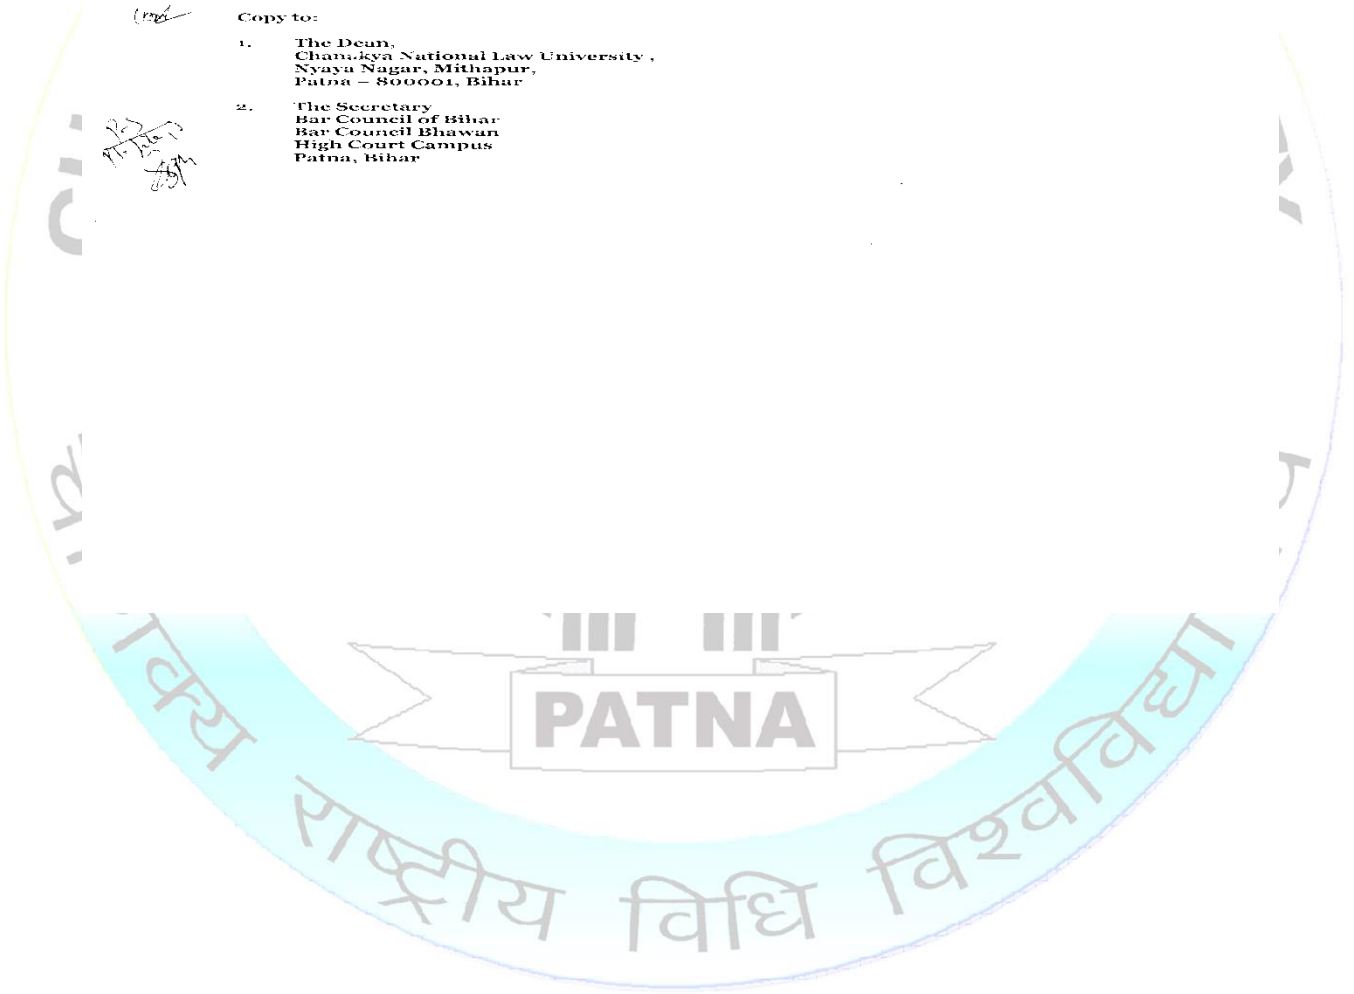 Copy to:
1. The Dean,
Chanakya National Law University ,
Nyaya Nagar, Mithapur,
Patna – 800001, Bihar
2. The Secretary
Bar Council of Bihar
Bar Council Bhawan
High Court Campus
Patna, Bihar
PATNA
राष्ट्रीय विधि विश्वविद्या